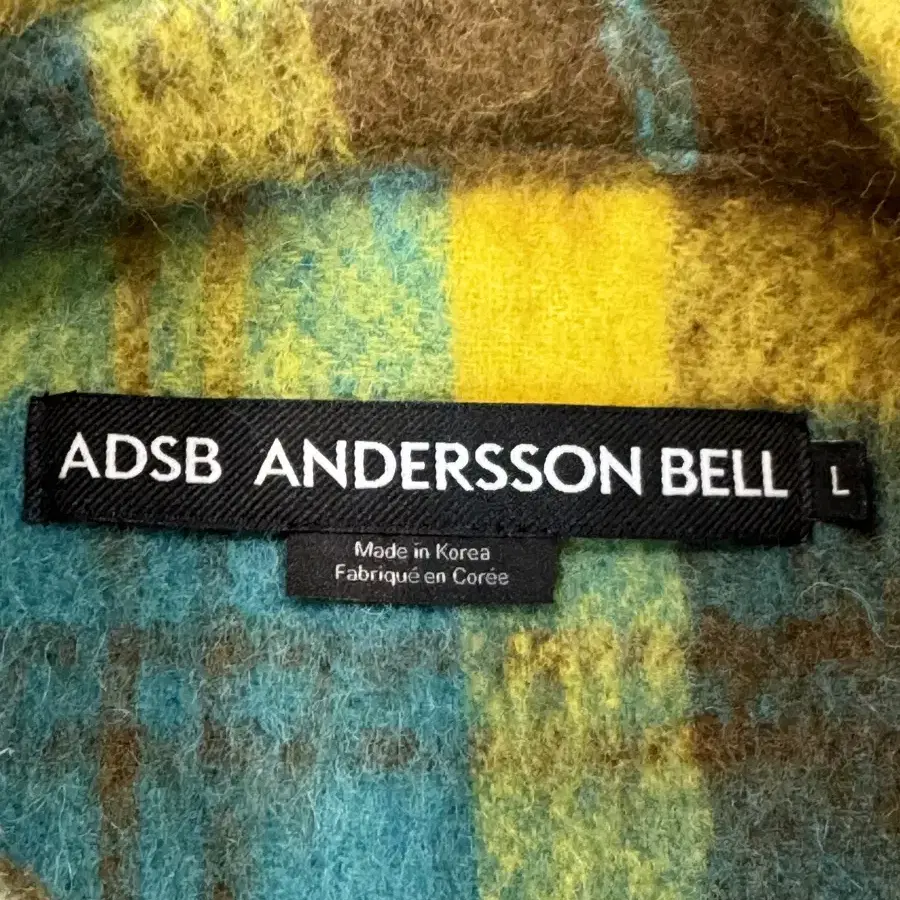 ADSB ANDERSSON BELL
L
Made in Korea
Fabriqué en Corée